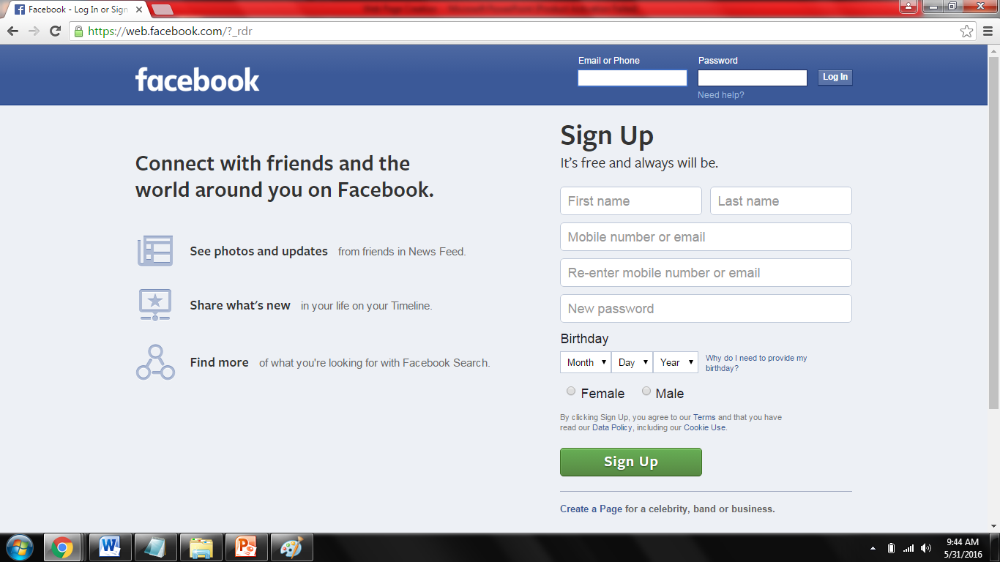 Facebook - Log In or Sign
https://web.facebook.com/?_rdr
facebook
Email or Phone
Password
Log In
Need help?
Connect with friends and the
world around you on Facebook.
See photos and updates from friends in News Feed.
Share what's new in your life on your Timeline.
Find more of what you're looking for with Facebook Search.
Sign Up
It's free and always will be.
First name
Last name
Mobile number or email
Re-enter mobile number or email
New password
Birthday
Month
Day
Year
Why do I need to provide my
birthday?
Female
Male
By clicking Sign Up, you agree to our Terms and that you have
read our Data Policy, including our Cookie Use.
Sign Up
Create a Page for a celebrity, band or business.
9:44 AM
5/31/2016